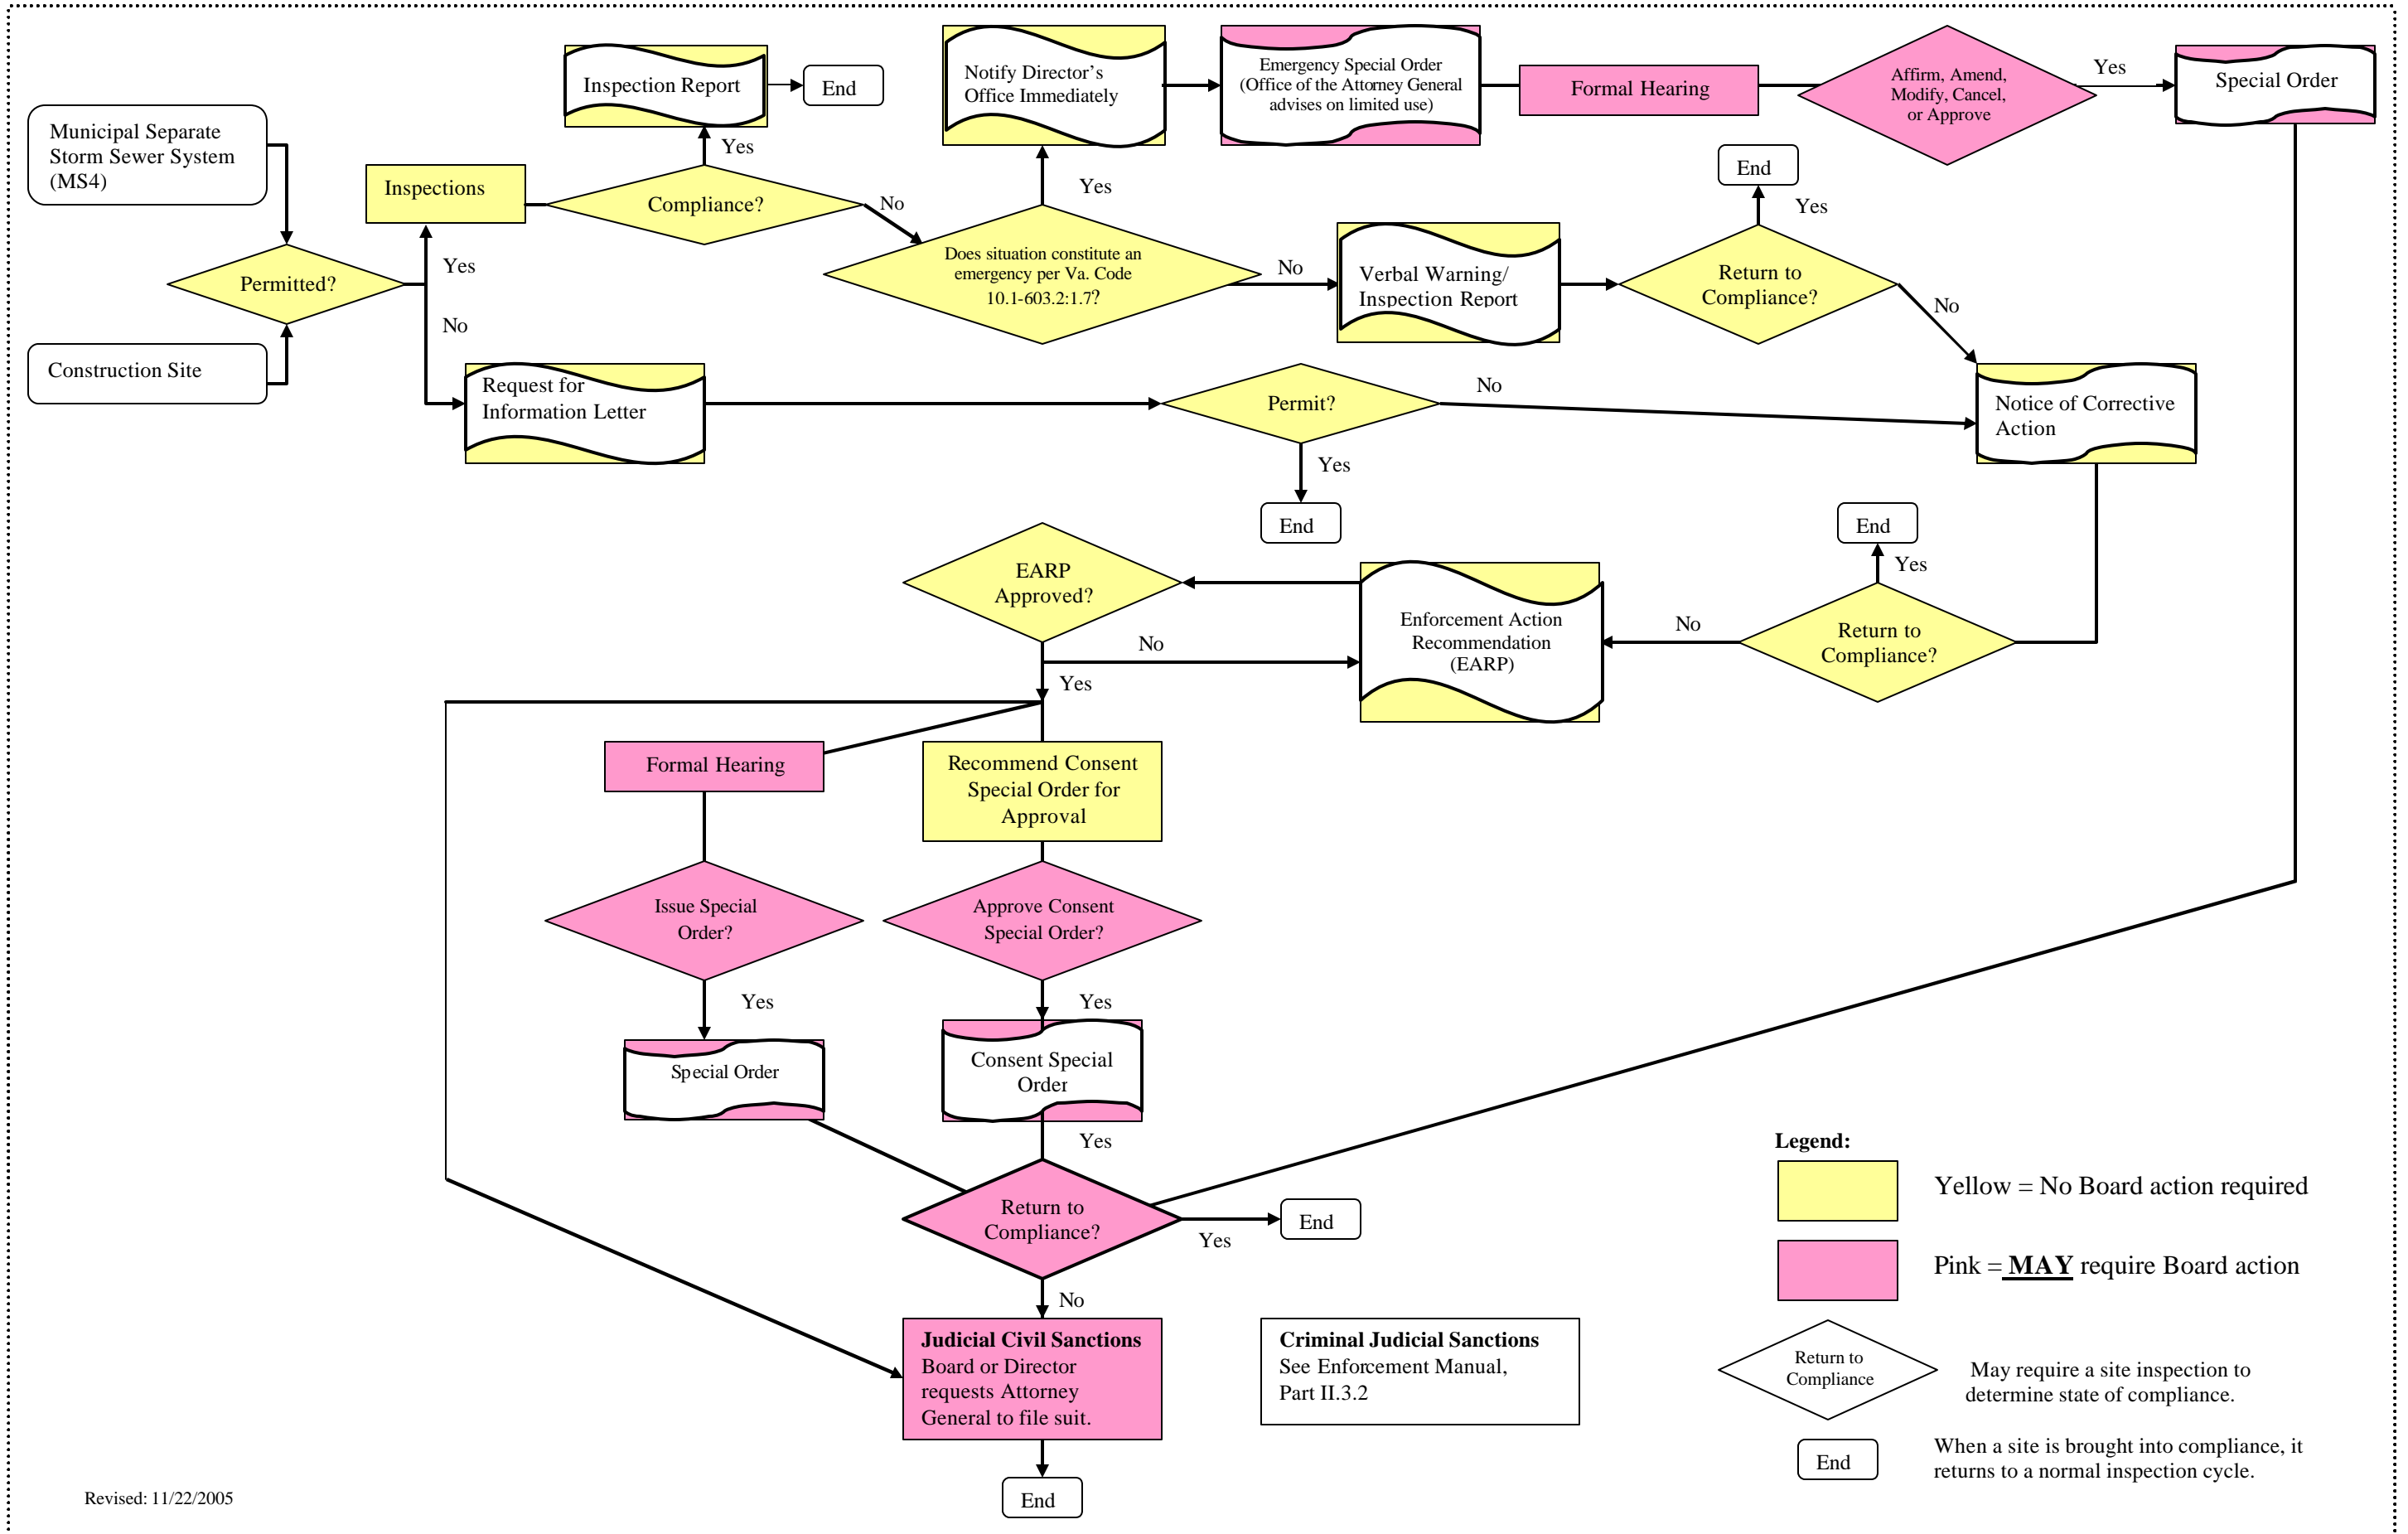 Inspection Report
End
Notify Director's
Office Immediately
Emergency Special Order
(Office of the Attorney General
advises on limited use)
Formal Hearing
Affirm, Amend,
Modify, Cancel,
or Approve
Yes
Special Order
Municipal Separate
Storm Sewer System
(MS4)
Yes
Inspections
Compliance?
No
Yes
End
Yes
Permitted?
Yes
No
Does situation constitute an
emergency per Va. Code
10.1-603.2:1.7?
No
Verbal Warning/
Inspection Report
Return to
Compliance?
No
Construction Site
Request for
Information Letter
Permit?
No
Yes
End
Notice of Corrective
Action
End
Yes
EARP
Approved?
Enforcement Action
Recommendation
(EARP)
No
Return to
Compliance?
No
Yes
Formal Hearing
Recommend Consent
Special Order for
Approval
Issue Special
Order?
Approve Consent
Special Order?
Yes
Yes
Special Order
Consent Special
Order
Yes
Return to
Compliance?
Yes
End
No
Judicial Civil Sanctions
Board or Director
requests Attorney
General to file suit.
Criminal Judicial Sanctions
See Enforcement Manual,
Part II.3.2
End
Legend:
Yellow = No Board action required
Pink = MAY require Board action
Return to
Compliance
May require a site inspection to
determine state of compliance.
End
When a site is brought into compliance, it
returns to a normal inspection cycle.
Revised: 11/22/2005